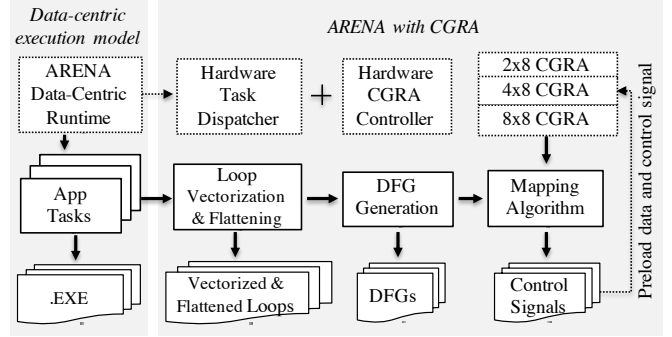 Data-centric
execution model
ARENA with CGRA
ARENA
Data-Centric
Runtime
Hardware
Task
Dispatcher
+
Hardware
CGRA
Controller
2x8 CGRA
4x8 CGRA
8x8 CGRA
App
Tasks
Loop
Vectorization
& Flattening
DFG
Generation
Mapping
Algorithm
.EXE
Vectorized &
Flattened Loops
DFGs
Control
Signals
Preload data and control signal